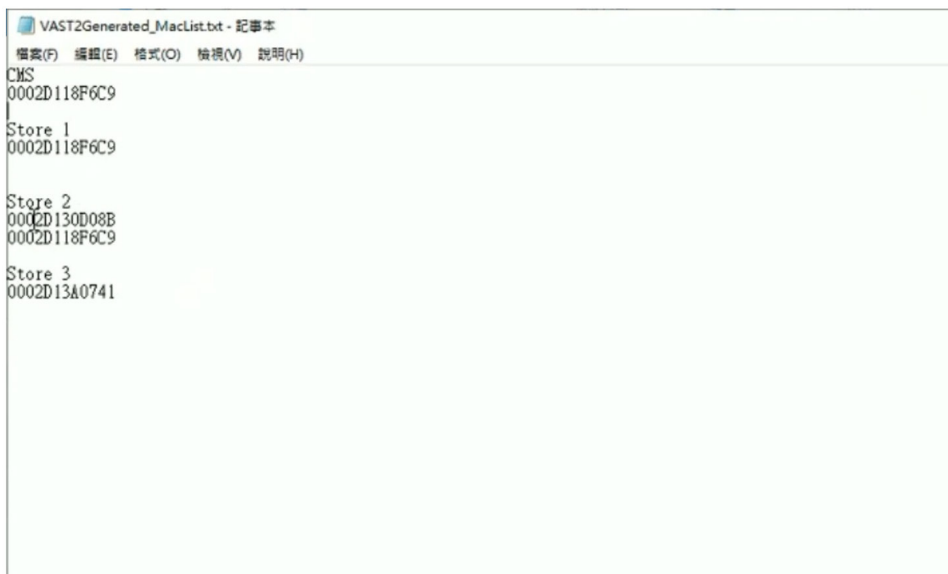 VAST2Generated_MacList.txt - 記事本
檔案(F) 編輯(E) 格式(O) 檢視(V) 說明(H)
CMS
0002D118F6C9
Store 1
0002D118F6C9
Store 2
0002D130D08B
0002D118F6C9
Store 3
0002D13A0741